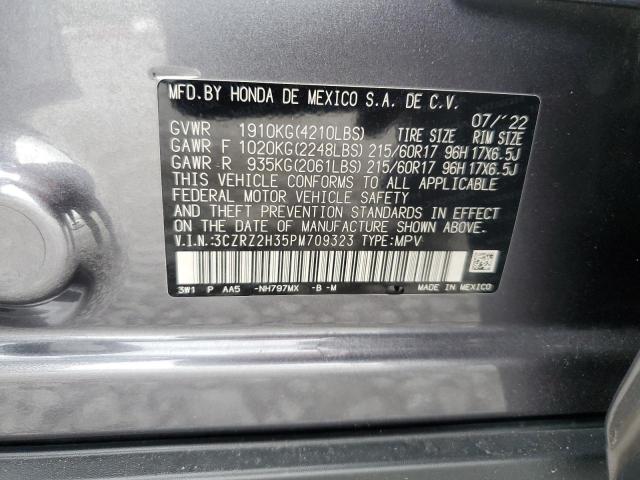 MFD.BY HONDA DE MEXICO S.A. DE C.V.
07/'22
GVWR 1910KG(4210LBS) TIRE SIZE RIM SIZE
GAWR F 1020KG(2248LBS) 215/60R17 96H 17X6.5J
GAWR R 935KG(2061LBS) 215/60R17 96H 17X6.5J
THIS VEHICLE CONFORMS TO ALL APPLICABLE
FEDERAL MOTOR VEHICLE SAFETY
AND THEFT PREVENTION STANDARDS IN EFFECT
ON THE DATE OF MANUFACTURE SHOWN ABOVE.
V.I.N.:3CZRZ2H35PM709323 TYPE:MPV
3W1 P AA5 -NH797MX -B -M MADE IN MEXICO